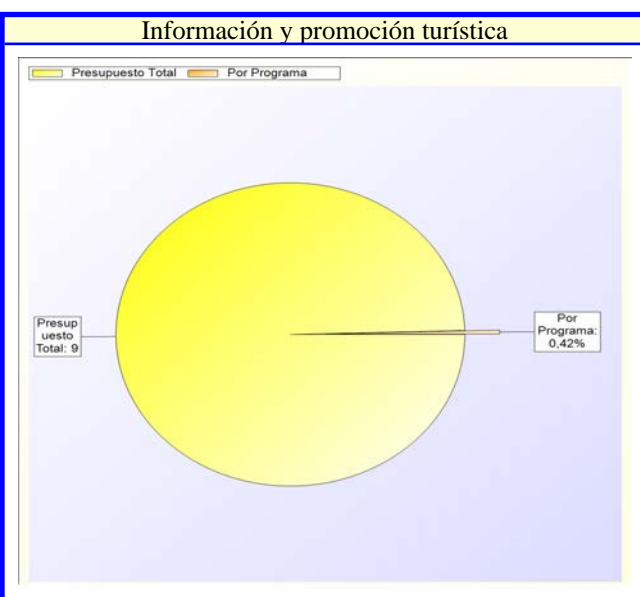 Información y promoción turística
Presupuesto Total Por Programa
Presup
uesto
Total: 9
Por
Programa:
0,42%